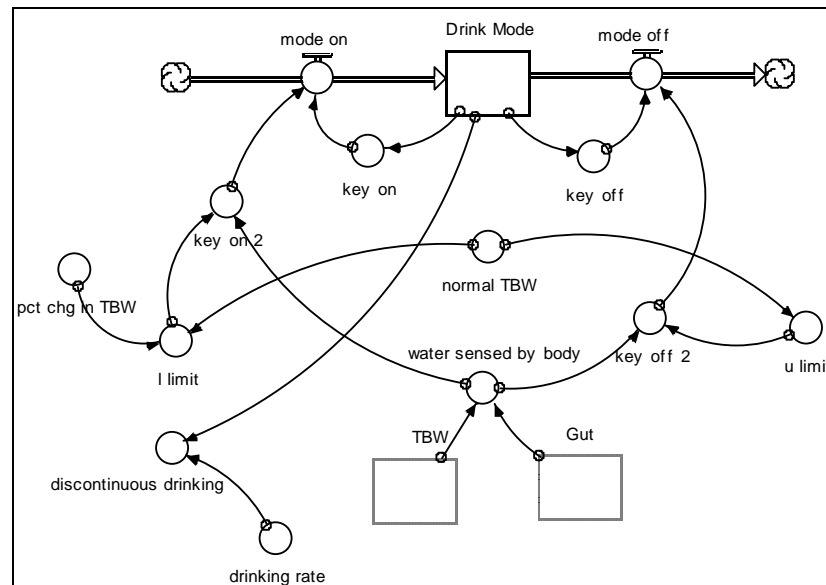 Drink Mode
mode on
mode off
key on
key off
key on 2
normal TBW
pct chg in TBW
l limit
water sensed by body
key off 2
u limit
TBW
Gut
discontinuous drinking
drinking rate